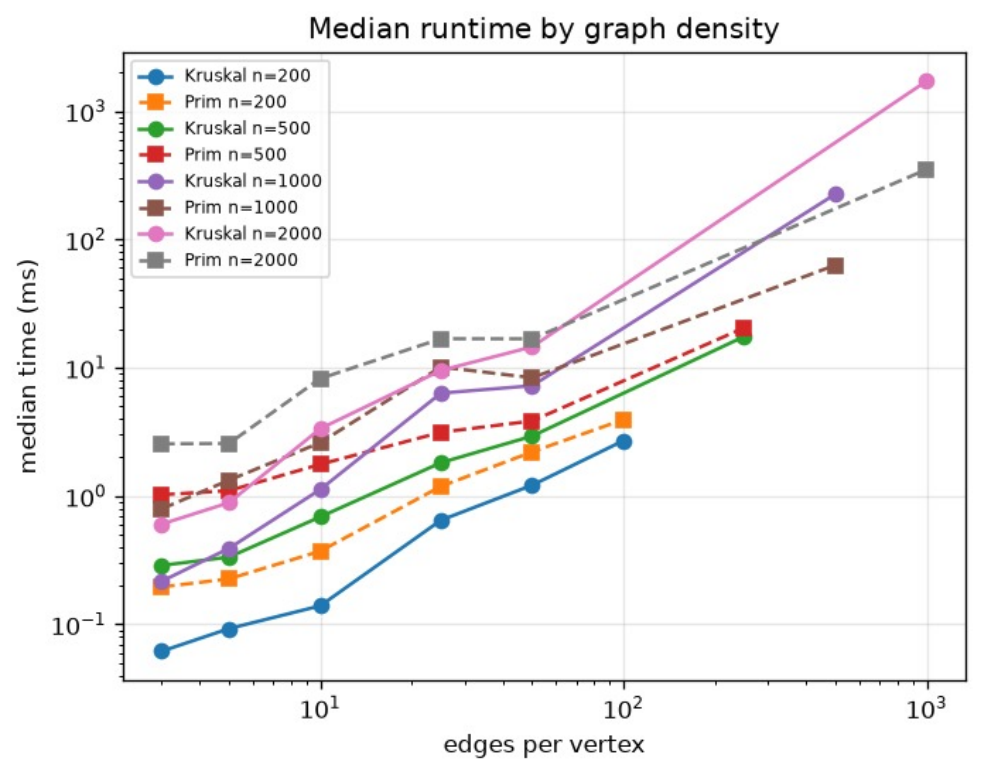 Median runtime by graph density
Kruskal n=200
Prim n=200
Kruskal n=500
Prim n=500
Kruskal n=1000
Prim n=1000
Kruskal n=2000
Prim n=2000
10³
10²
10¹
10⁰
10⁻¹
median time (ms)
10¹ 10² 10³
edges per vertex